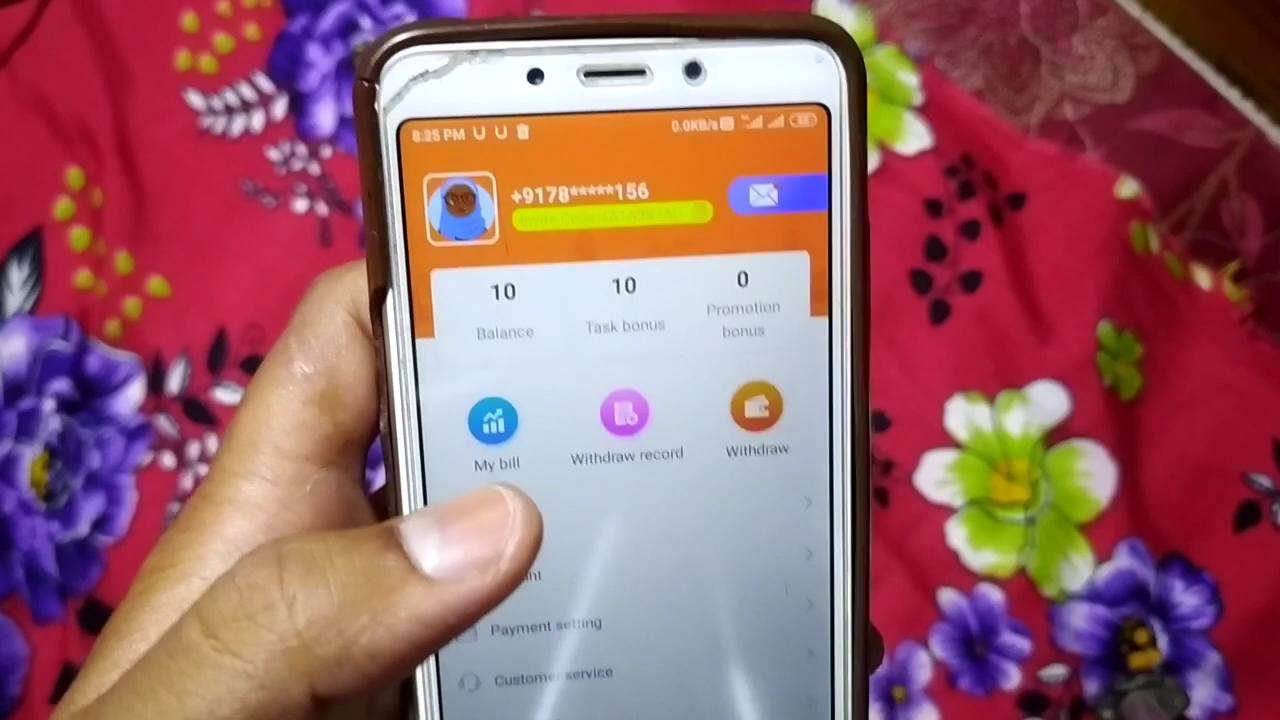 8:25 PM
0.0KB/s
+9178*****156
10
Balance
10
Task bonus
0
Promotion
bonus
My bill
Withdraw record
Withdraw
Payment setting
Customer service